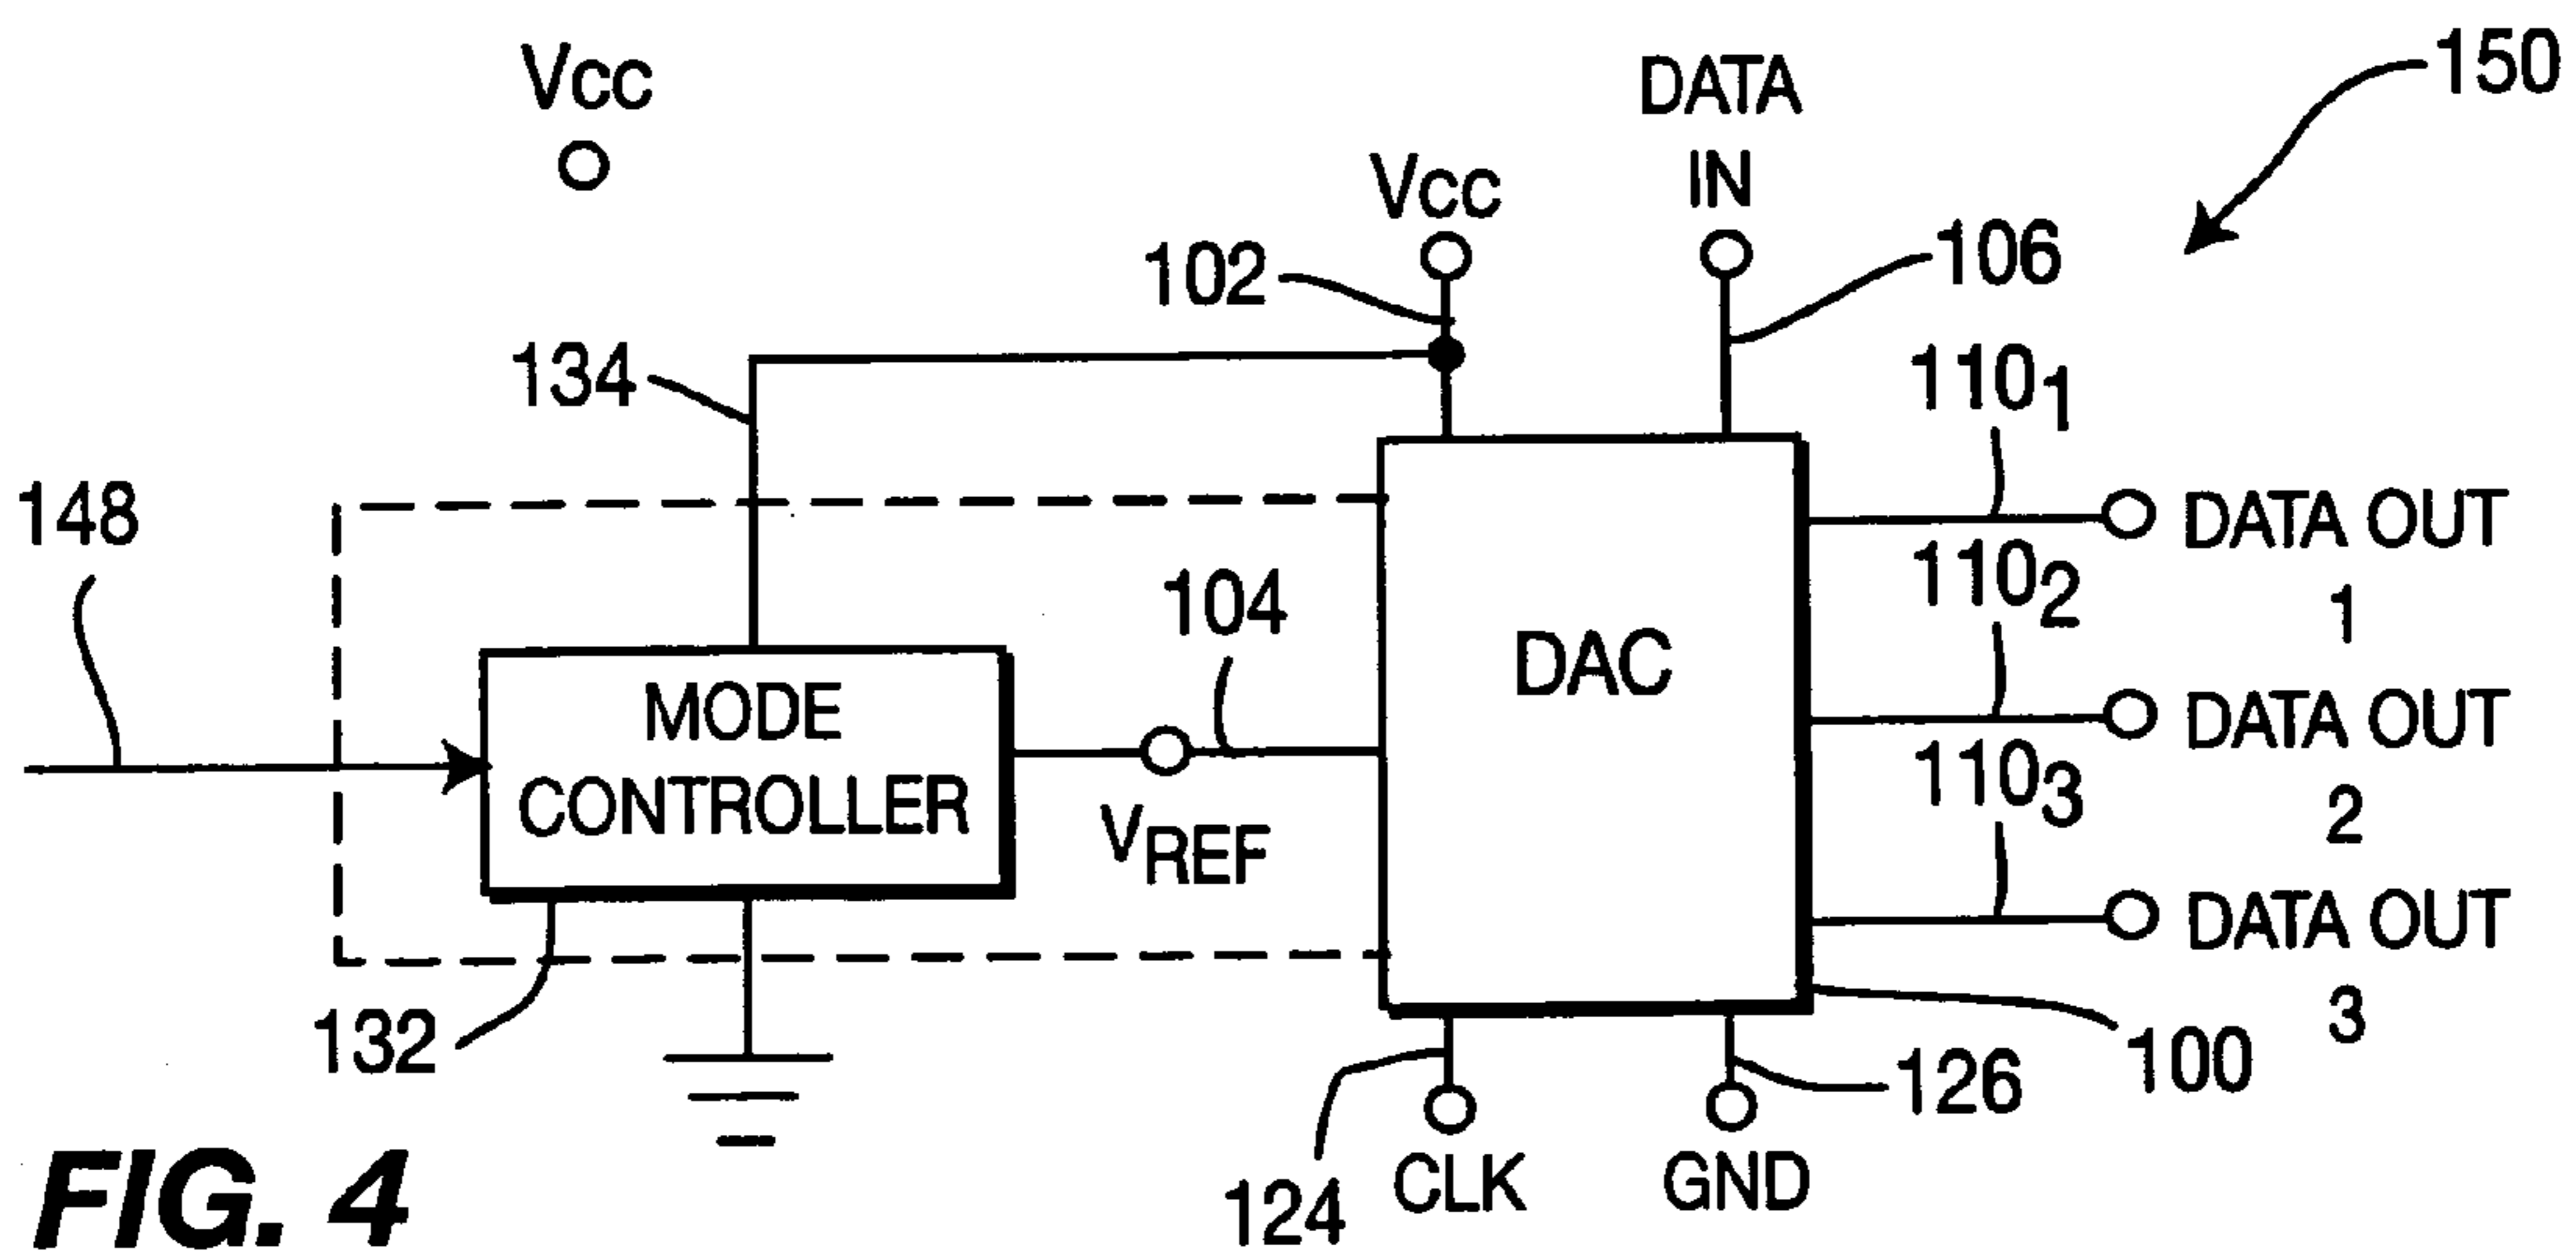 VCC
DATA
IN
150
VCC
102
106
134
110₁
148
DATA OUT
1
110₂
104
MODE
CONTROLLER
DAC
VREF
DATA OUT
2
110₃
DATA OUT
3
132
100
124
CLK
GND
126
FIG. 4